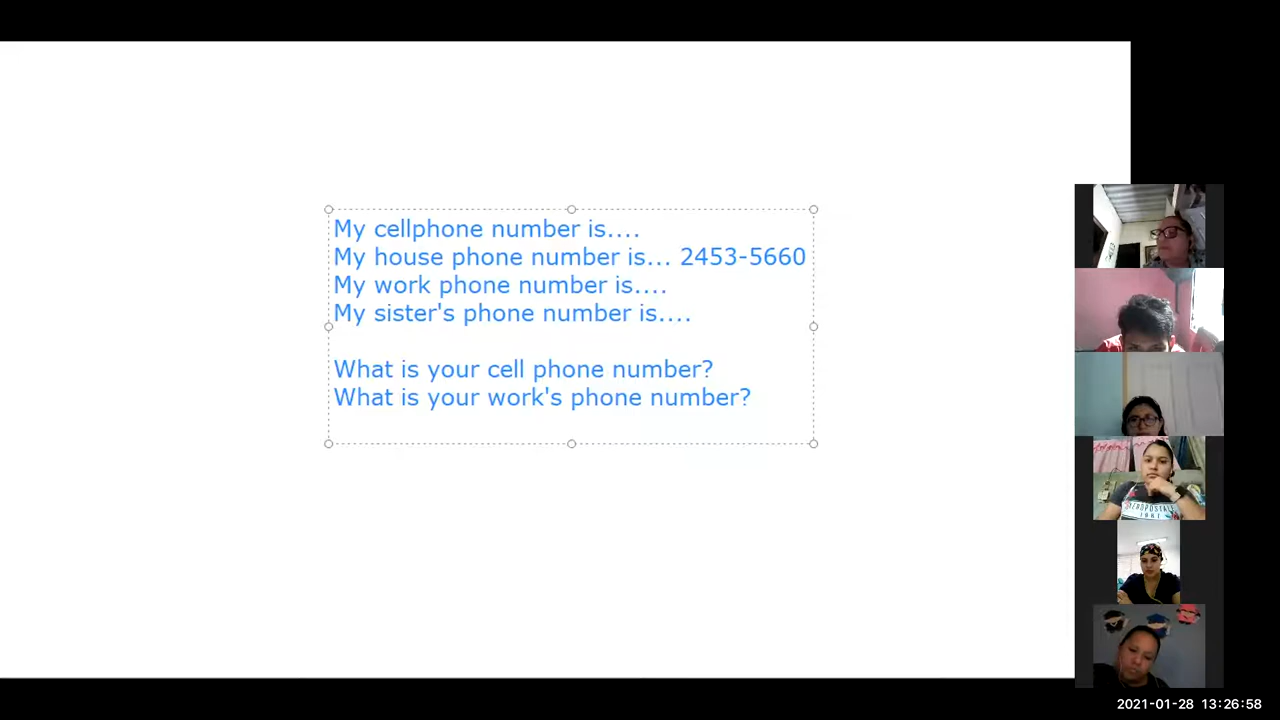 My cellphone number is....
My house phone number is... 2453-5660
My work phone number is....
My sister's phone number is....
What is your cell phone number?
What is your work's phone number?
AEROPOSTALE
1987
2021-01-28 13:26:58